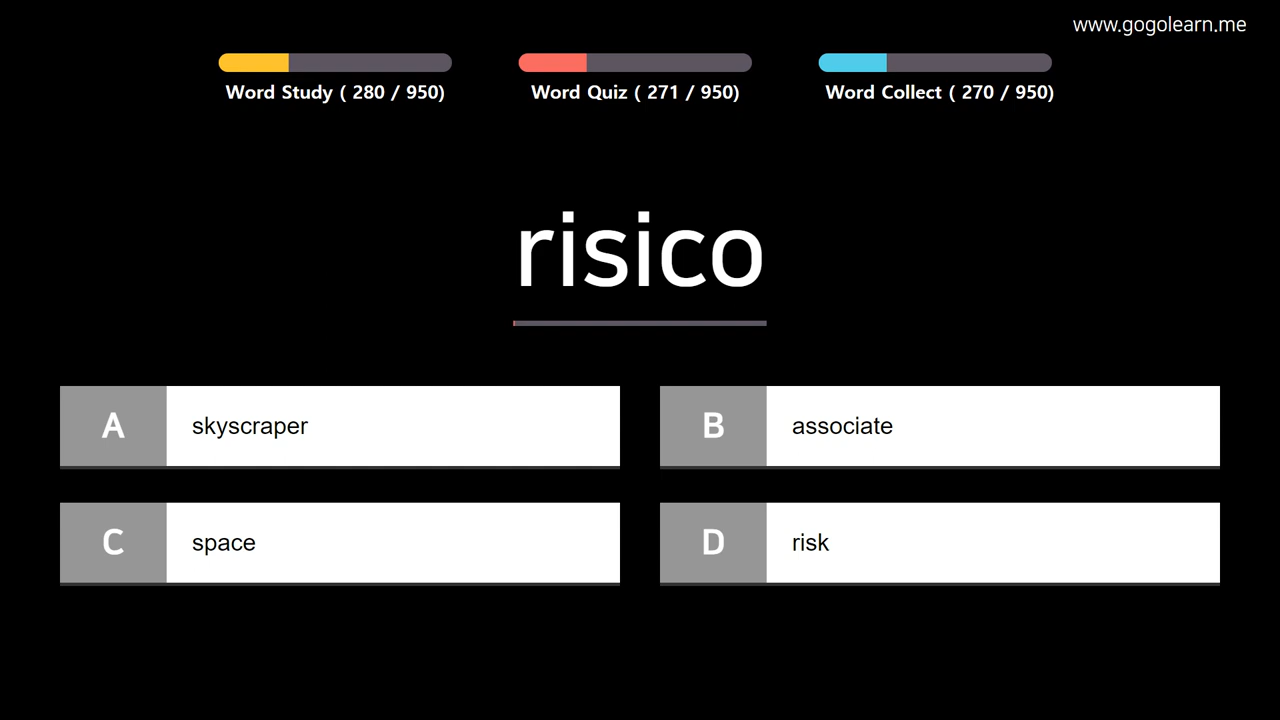 www.gogolearn.me
Word Study ( 280 / 950)
Word Quiz ( 271 / 950)
Word Collect ( 270 / 950)
risico
A skyscraper
B associate
C space
D risk